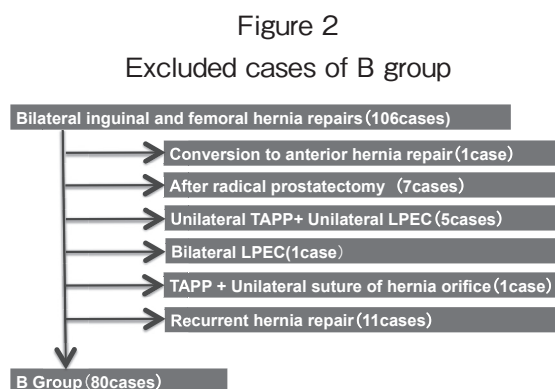 Figure 2
Excluded cases of B group
Bilateral inguinal and femoral hernia repairs(106cases)
Conversion to anterior hernia repair(1case)
After radical prostatectomy (7cases)
Unilateral TAPP+ Unilateral LPEC(5cases)
Bilateral LPEC(1case)
TAPP + Unilateral suture of hernia orifice(1case)
Recurrent hernia repair(11cases)
B Group(80cases)